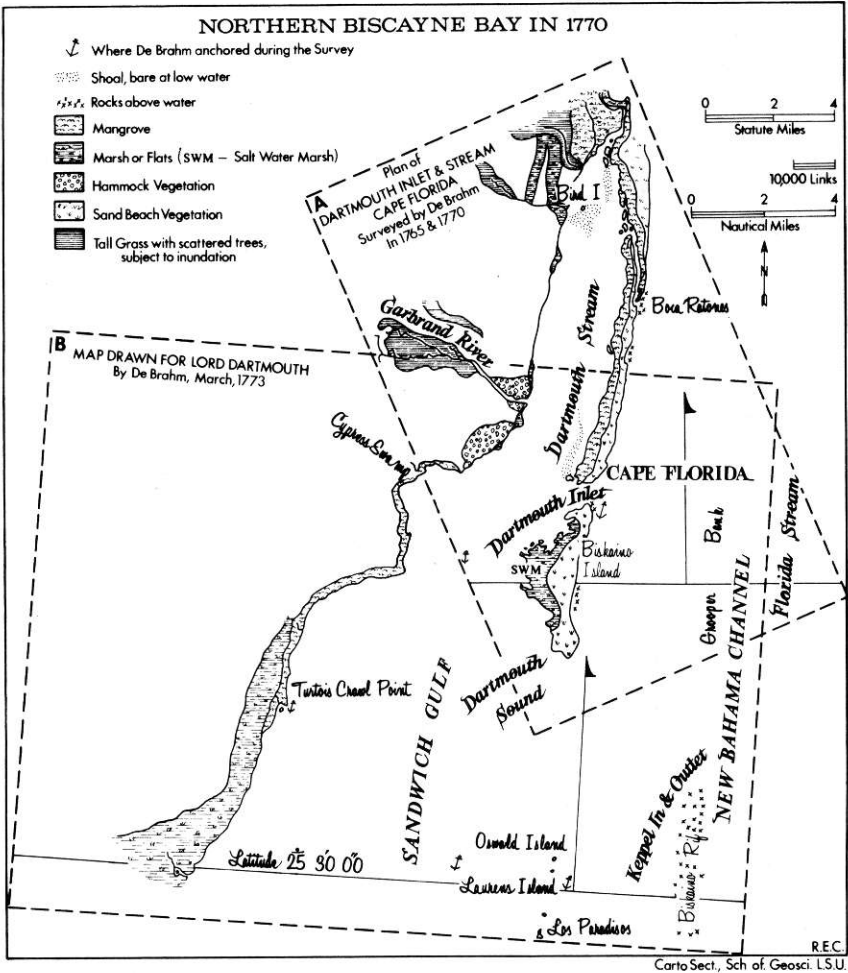 NORTHERN BISCAYNE BAY IN 1770
Where De Brahm anchored during the Survey
Shoal, bare at low water
Rocks above water
Mangrove
Marsh or Flats (SWM – Salt Water Marsh)
Hammock Vegetation
Sand Beach Vegetation
Tall Grass with scattered trees,
subject to inundation
0 2 4
Statute Miles
10,000 Links
0 2 4
Nautical Miles
N
A
Plan of
DARTMOUTH INLET & STREAM
CAPE FLORIDA
Surveyed by De Brahm
In 1765 & 1770
Bird I
Boca Ratones
Dartmouth Stream
Garbrand River
Dartmouth Stream
B
MAP DRAWN FOR LORD DARTMOUTH
By De Brahm, March, 1773
Cypress Swamp
CAPE FLORIDA
Dartmouth Inlet
Biskaino
Island
SWM
Grooper Bank
Florida Stream
NEW BAHAMA CHANNEL
Turtois Crawl Point
SANDWICH GULF
Dartmouth
Sound
Keppel In & Outlet
Biskaino Rif
Oswald Island
Latitude 25 30 00
Laurens Island
Los Paradisos
R.E.C.
Carto Sect., Sch of. Geosci. L.S.U.